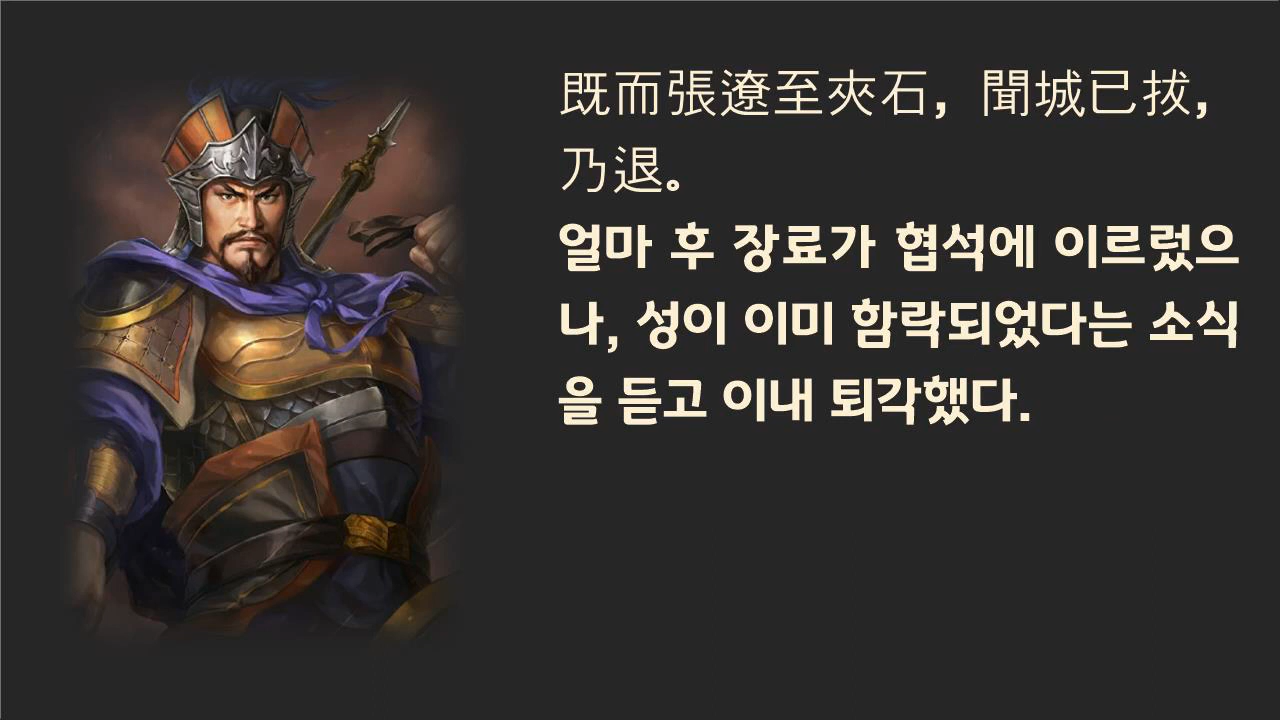 既而張遼至夾石，聞城已拔，
乃退。
얼마 후 장료가 협석에 이르렀으
나, 성이 이미 함락되었다는 소식
을 듣고 이내 퇴각했다.